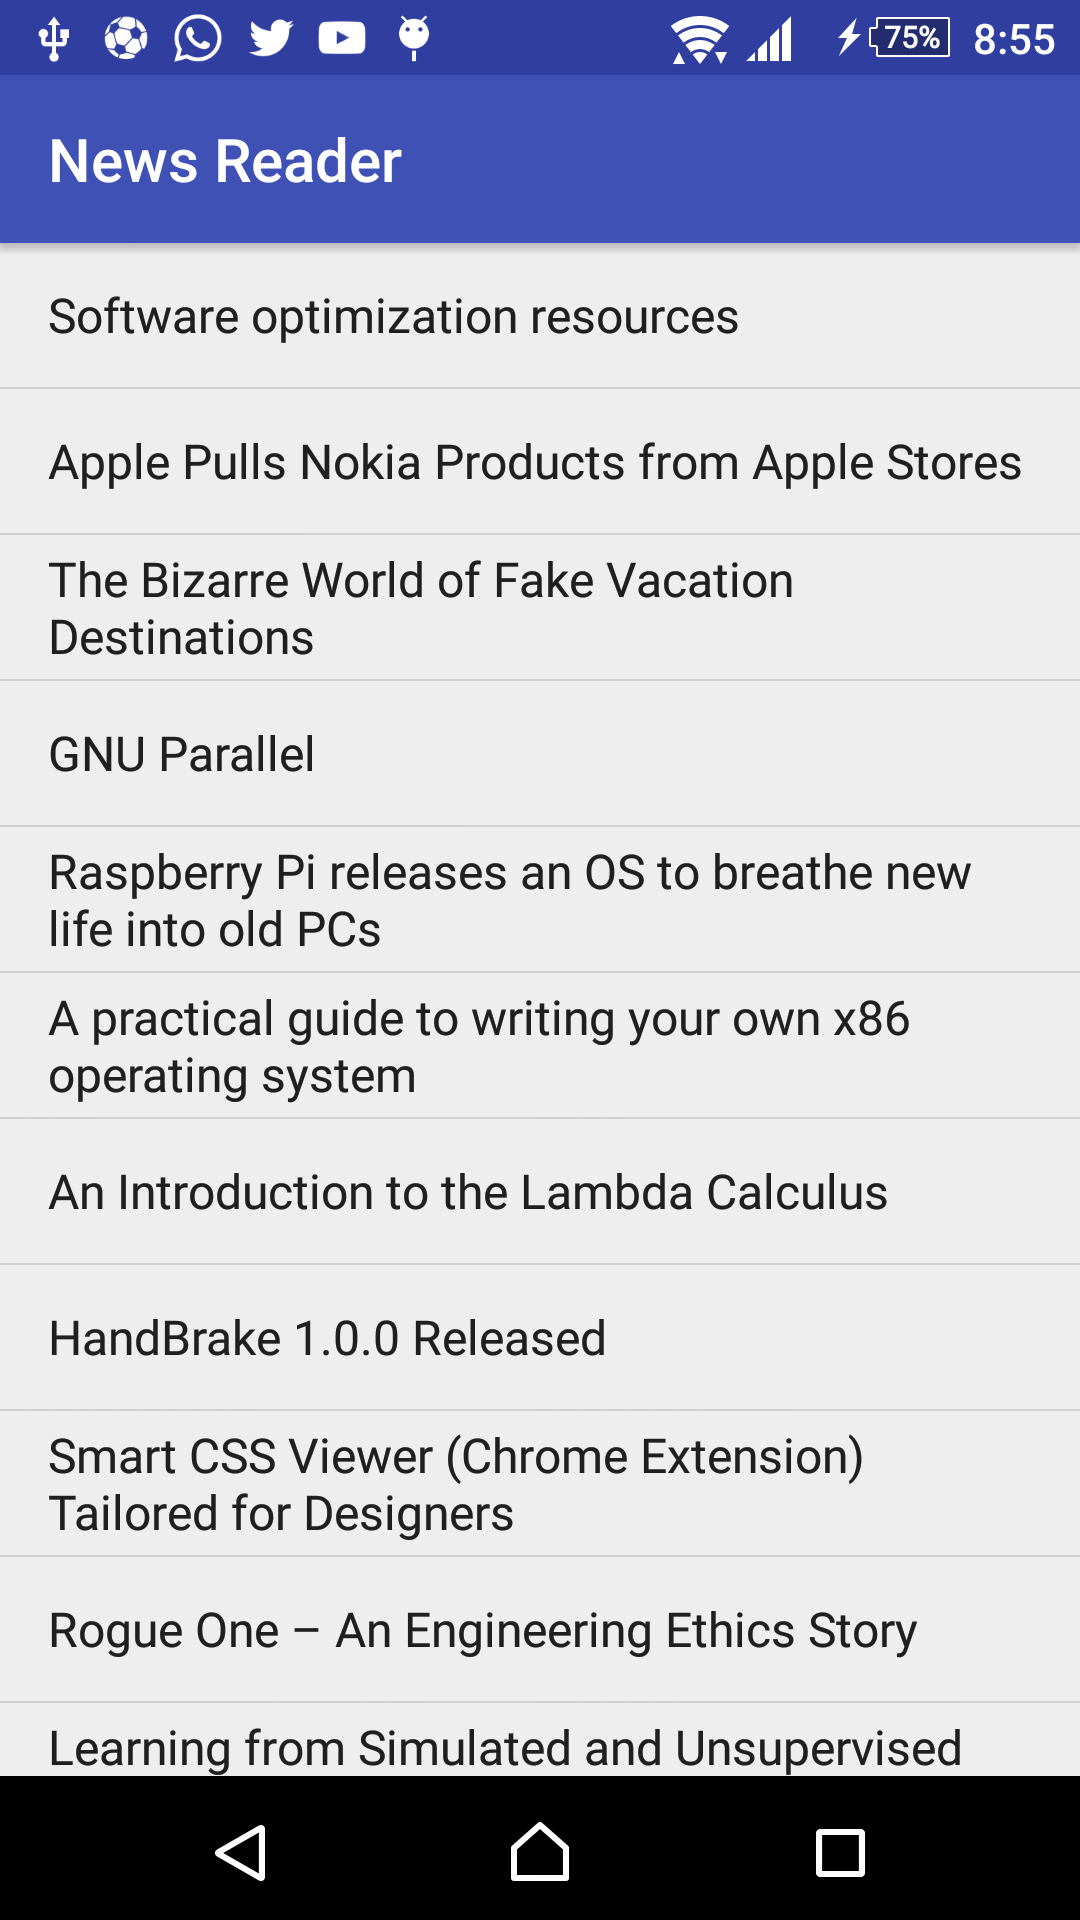 75% 8:55
News Reader
Software optimization resources
Apple Pulls Nokia Products from Apple Stores
The Bizarre World of Fake Vacation
Destinations
GNU Parallel
Raspberry Pi releases an OS to breathe new
life into old PCs
A practical guide to writing your own x86
operating system
An Introduction to the Lambda Calculus
HandBrake 1.0.0 Released
Smart CSS Viewer (Chrome Extension)
Tailored for Designers
Rogue One – An Engineering Ethics Story
Learning from Simulated and Unsupervised